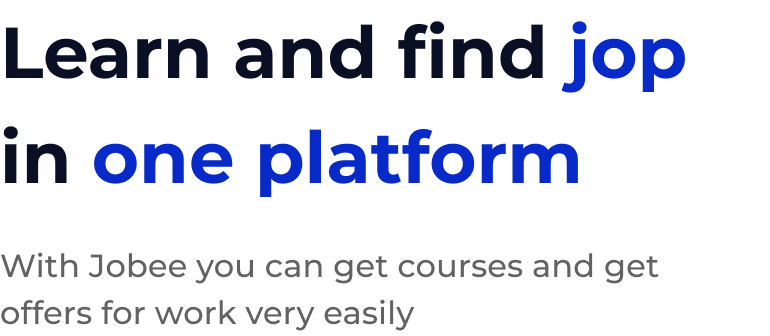 Learn and find jop
in one platform
With Jobee you can get courses and get
offers for work very easily